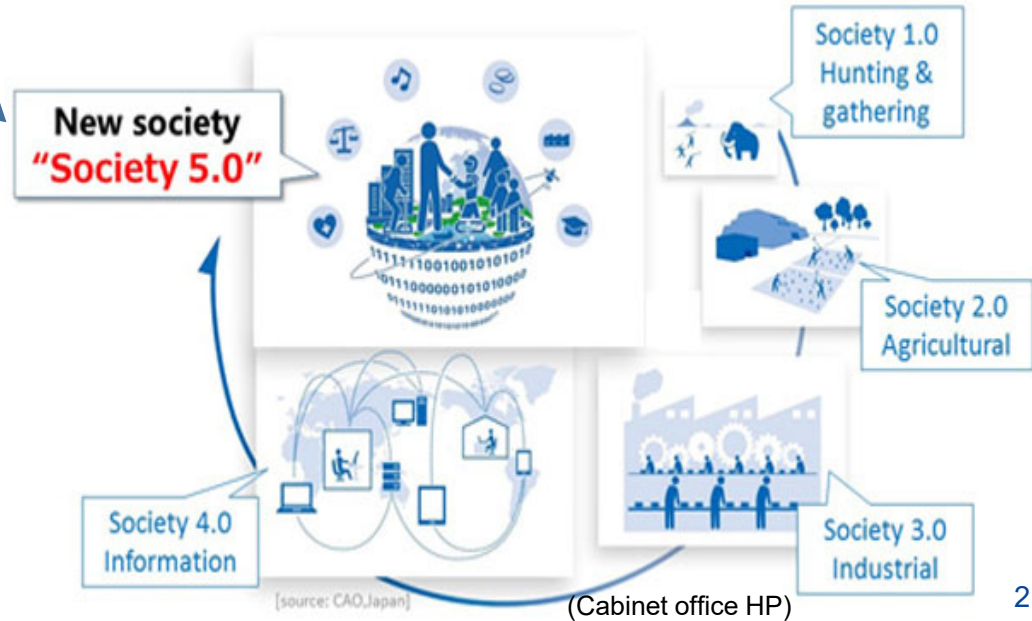 Society 1.0
Hunting &
gathering
New society
“Society 5.0”
Society 2.0
Agricultural
Society 3.0
Industrial
Society 4.0
Information
[source: CAO,Japan]
(Cabinet office HP)
2